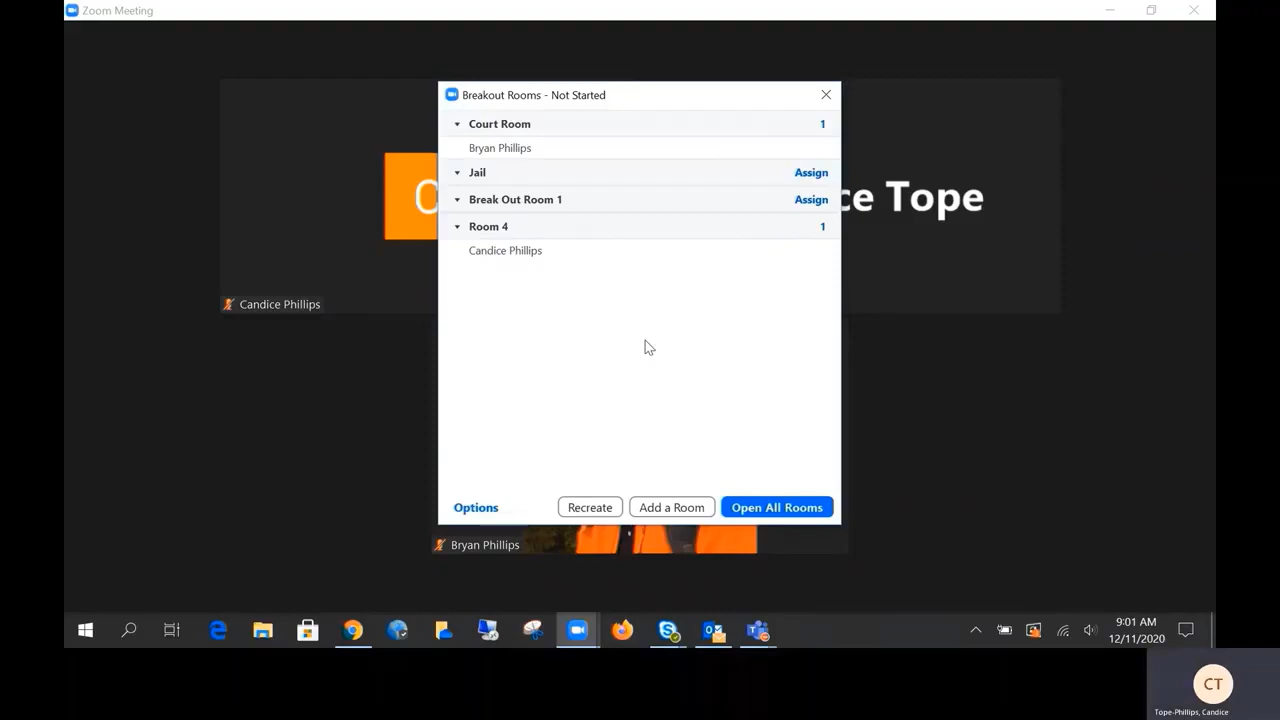 Zoom Meeting
Breakout Rooms - Not Started
Court Room 1
Bryan Phillips
Jail Assign
Break Out Room 1 Assign
Room 4 1
Candice Phillips
C
ce Tope
Candice Phillips
Options Recreate Add a Room Open All Rooms
Bryan Phillips
9:01 AM
12/11/2020
CT
Tope-Phillips, Candice